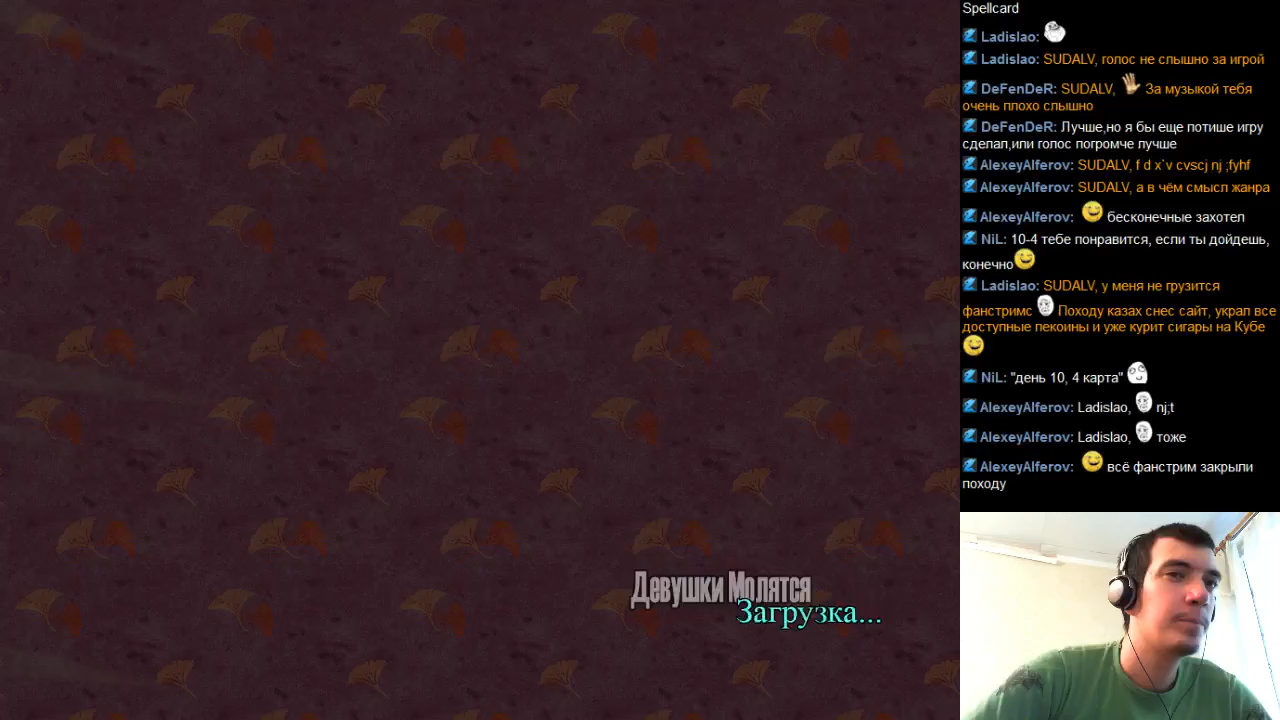 Девушки Молятся
Загрузка...
Spellcard
Ladislao:
Ladislao: SUDALV, голос не слышно за игрой
DeFenDeR: SUDALV, За музыкой тебя
очень плохо слышно
DeFenDeR: Лучше,но я бы еще потише игру
сделал,или голос погромче лучше
AlexeyAlferov: SUDALV, f d x`v cvscj nj ;fyhf
AlexeyAlferov: SUDALV, а в чём смысл жанра
AlexeyAlferov: бесконечные захотел
NiL: 10-4 тебе понравится, если ты дойдешь,
конечно
Ladislao: SUDALV, у меня не грузится
фанстримс Походу казах снес сайт, украл все
доступные пекоины и уже курит сигары на Кубе
NiL: "день 10, 4 карта"
AlexeyAlferov: Ladislao, nj;t
AlexeyAlferov: Ladislao, тоже
AlexeyAlferov: всё фанстрим закрыли
походу